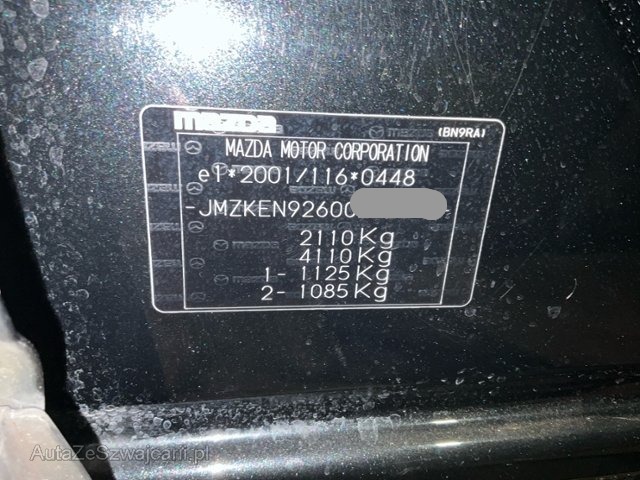 mazda
(BN9RA)
MAZDA MOTOR CORPORATION
e1*2001/116*0448
-JMZKEN92600
2110Kg
4110Kg
1- 1125Kg
2- 1085Kg
AutaZeSzwajcarii.pl